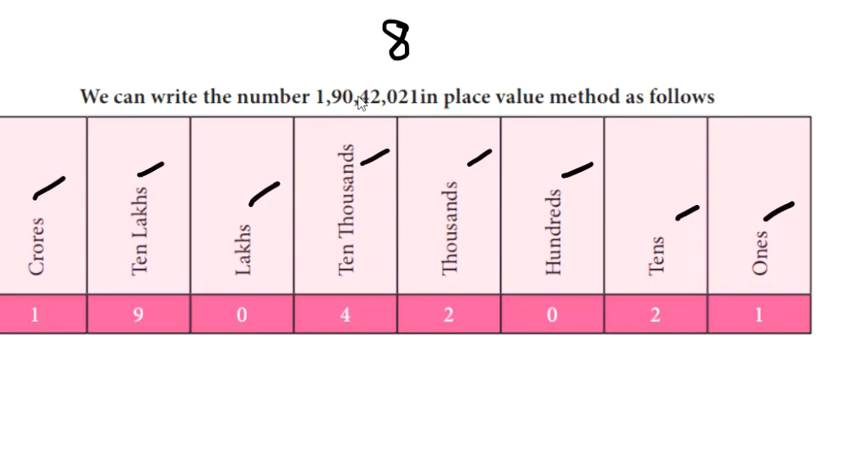 8
We can write the number 1,90,42,021in place value method as follows
Crores Ten Lakhs Lakhs Ten Thousands Thousands Hundreds Tens Ones
1 9 0 4 2 0 2 1